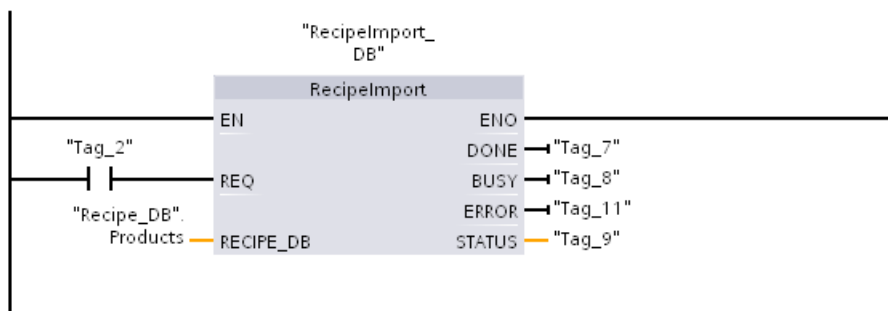 "RecipeImport_
DB"
RecipeImport
EN ENO
"Tag_2" DONE "Tag_7"
REQ BUSY "Tag_8"
"Recipe_DB". ERROR "Tag_11"
Products RECIPE_DB STATUS "Tag_9"